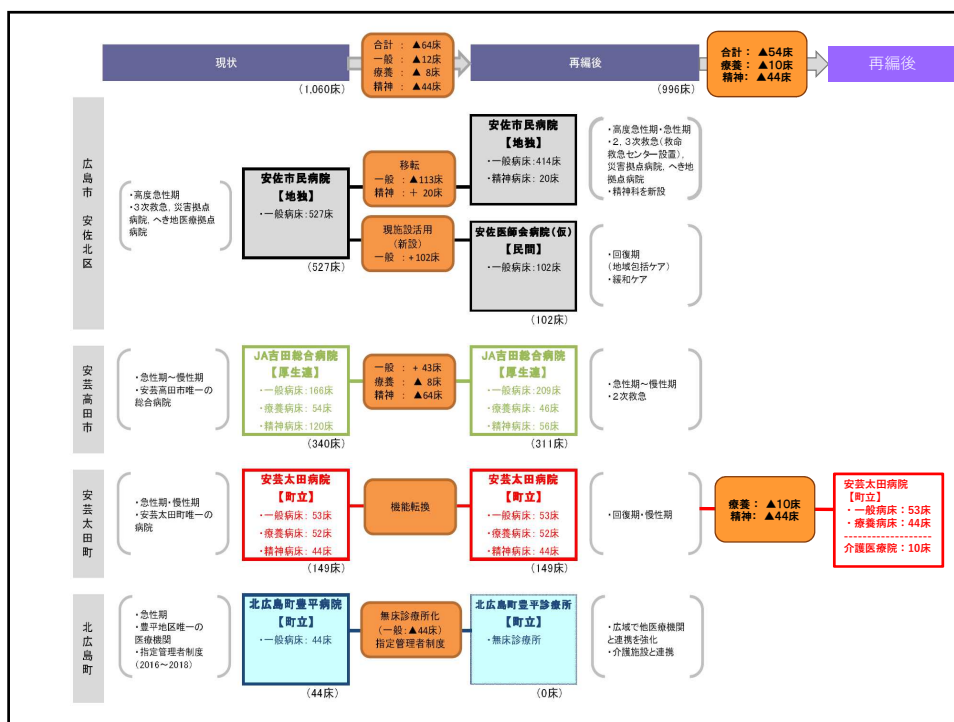 現状
合計 : ▲64床
一般 : ▲12床
療養 : ▲ 8床
精神 : ▲44床
再編後
合計: ▲54床
療養: ▲10床
精神: ▲44床
再編後
(1,060床)
(996床)
広島市 安佐北区
・高度急性期
・3次救急, 災害拠点
病院, へき地医療拠点
病院
安佐市民病院
【地独】
・一般病床:527床
(527床)
移転
一般 : ▲113床
精神 : + 20床
現施設活用
(新設)
一般 : +102床
安佐市民病院
【地独】
・一般病床:414床
・精神病床: 20床
・高度急性期・急性期
・2, 3次救急(救命
救急センター設置),
災害拠点病院, へき地
拠点病院
・精神科を新設
安佐医師会病院(仮)
【民間】
・一般病床:102床
(102床)
・回復期
(地域包括ケア)
・緩和ケア
安芸高田市
・急性期~慢性期
・安芸高田市唯一の
総合病院
JA吉田総合病院
【厚生連】
・一般病床:166床
・療養病床: 54床
・精神病床:120床
(340床)
一般 : + 43床
療養 : ▲ 8床
精神 : ▲64床
JA吉田総合病院
【厚生連】
・一般病床:209床
・療養病床: 46床
・精神病床: 56床
(311床)
・急性期~慢性期
・2次救急
安芸太田町
・急性期・慢性期
・安芸太田町唯一の
病院
安芸太田病院
【町立】
・一般病床: 53床
・療養病床: 52床
・精神病床: 44床
(149床)
機能転換
安芸太田病院
【町立】
・一般病床: 53床
・療養病床: 52床
・精神病床: 44床
(149床)
・回復期・慢性期
療養: ▲10床
精神: ▲44床
安芸太田病院
【町立】
・一般病床:53床
・療養病床:44床
--------------------
介護医療院:10床
北広島町
・急性期
・豊平地区唯一の
医療機関
・指定管理者制度
(2016~2018)
北広島町豊平病院
【町立】
・一般病床: 44床
(44床)
無床診療所化
(一般:▲44床)
指定管理者制度
北広島町豊平診療所
【町立】
・無床診療所
(0床)
・広域で他医療機関
と連携を強化
・介護施設と連携